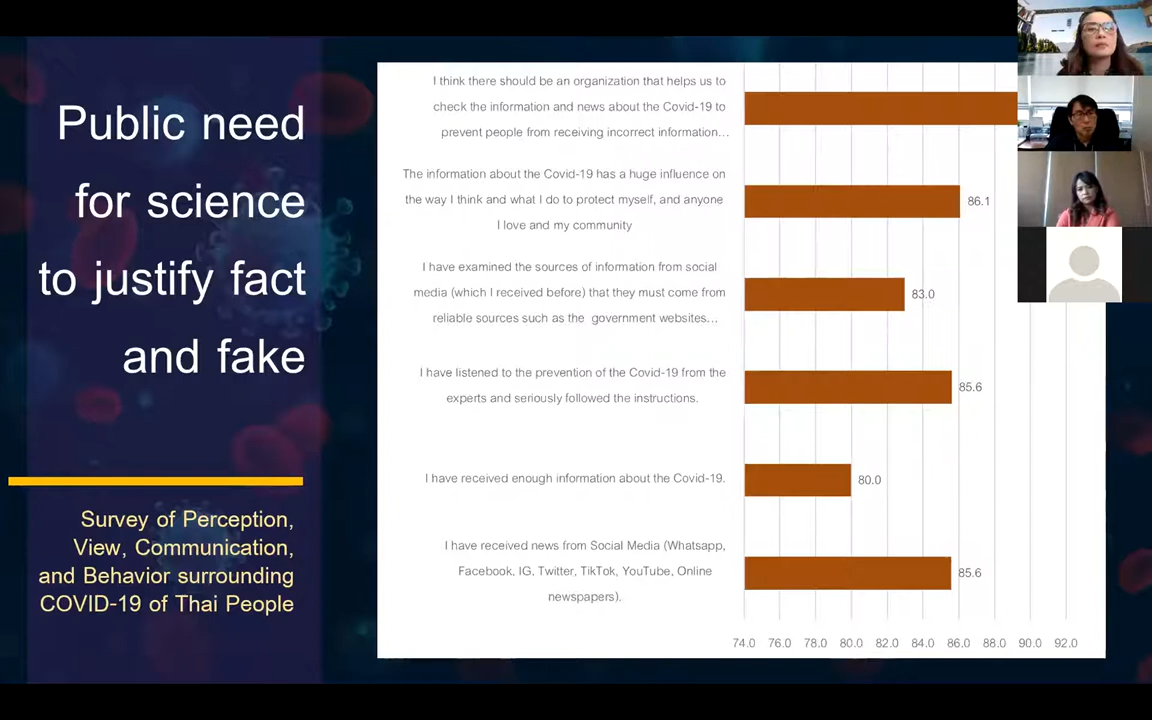 Public need
for science
to justify fact
and fake
Survey of Perception,
View, Communication,
and Behavior surrounding
COVID-19 of Thai People
I think there should be an organization that helps us to
check the information and news about the Covid-19 to
prevent people from receiving incorrect information…
The information about the Covid-19 has a huge influence on
the way I think and what I do to protect myself, and anyone
I love and my community
86.1
I have examined the sources of information from social
media (which I received before) that they must come from
reliable sources such as the government websites…
83.0
I have listened to the prevention of the Covid-19 from the
experts and seriously followed the instructions.
85.6
I have received enough information about the Covid-19.
80.0
I have received news from Social Media (Whatsapp,
Facebook, IG, Twitter, TikTok, YouTube, Online
newspapers).
85.6
74.0 76.0 78.0 80.0 82.0 84.0 86.0 88.0 90.0 92.0